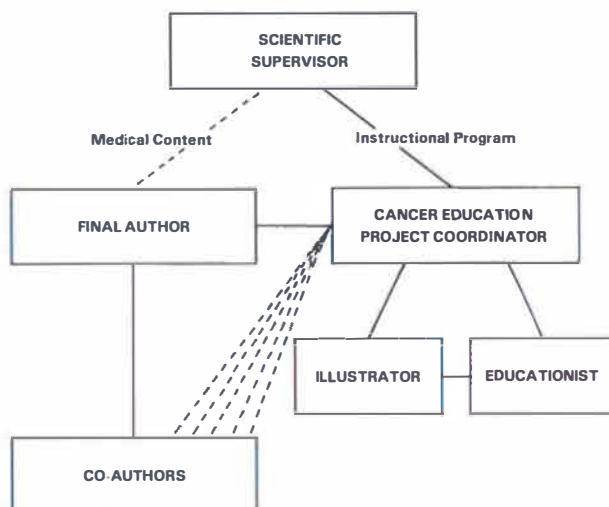 SCIENTIFIC
SUPERVISOR
Medical Content
Instructional Program
FINAL AUTHOR
CANCER EDUCATION
PROJECT COORDINATOR
ILLUSTRATOR
EDUCATIONIST
CO-AUTHORS